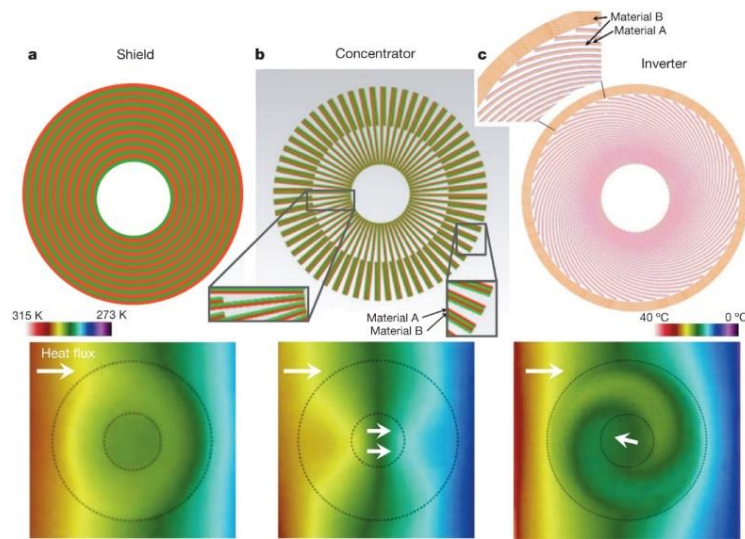 a
Shield
b
Concentrator
c
Inverter
Material B
Material A
Material A
Material B
315 K
273 K
40 °C
0 °C
Heat flux